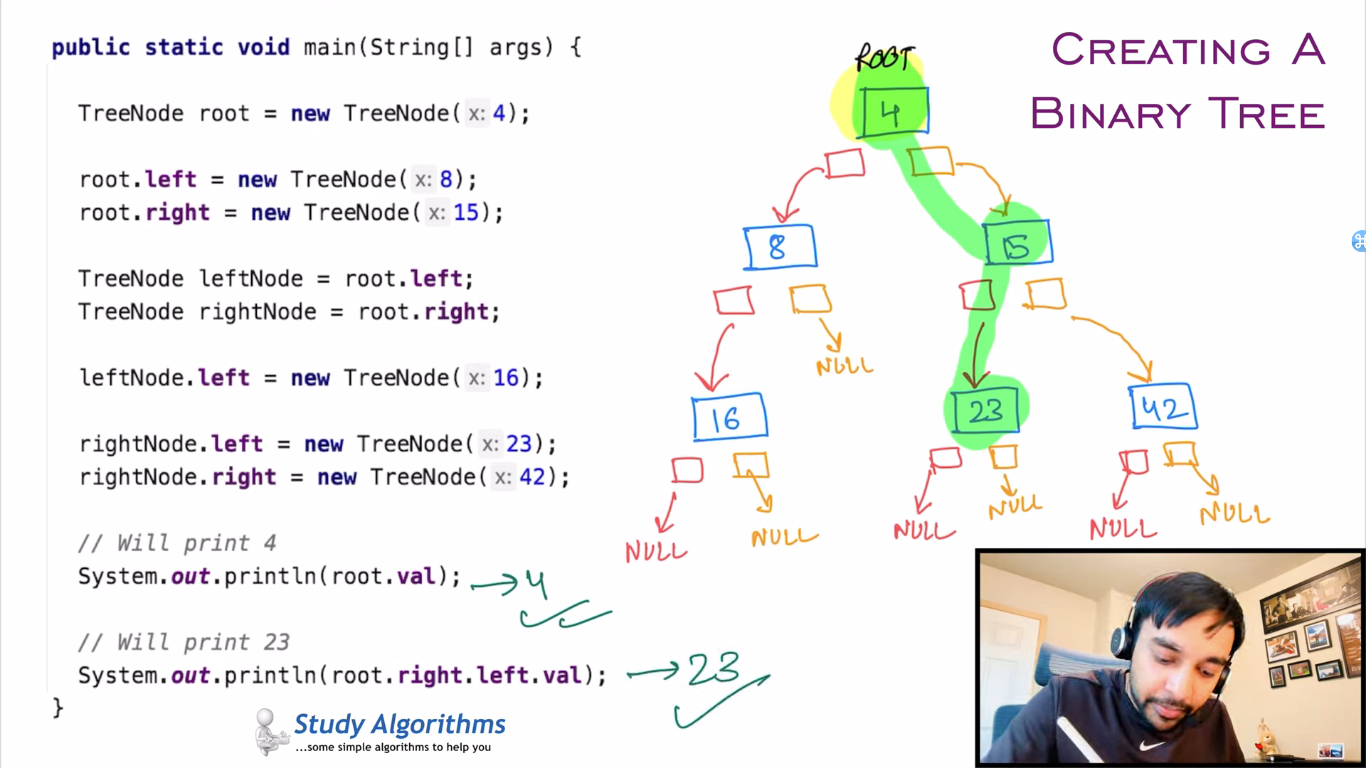 public static void main(String[] args) {
TreeNode root = new TreeNode( x: 4);
root.left = new TreeNode( x: 8);
root.right = new TreeNode( x: 15);
TreeNode leftNode = root.left;
TreeNode rightNode = root.right;
leftNode.left = new TreeNode( x: 16);
rightNode.left = new TreeNode( x: 23);
rightNode.right = new TreeNode( x: 42);
// Will print 4
System.out.println(root.val); → 4
// Will print 23
System.out.println(root.right.left.val); → 23
}
Study Algorithms
...some simple algorithms to help you
CREATING A
BINARY TREE
ROOT
4
8
15
NULL
16
23
42
NULL
NULL
NULL
NULL
NULL
NULL